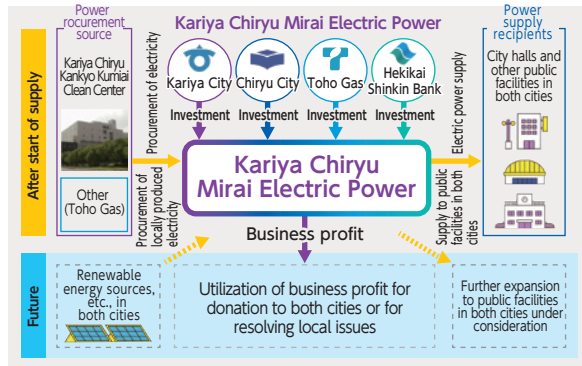 Power
procurement
source
Kariya Chiryu Mirai Electric Power
Power
supply
recipients
After start of supply
Kariya Chiryu
Kankyo Kumiai
Clean Center
Other
(Toho Gas)
Procurement of electricity
Procurement of
locally produced
electricity
Kariya City
Chiryu City
Toho Gas
Hekikai
Shinkin Bank
Investment
Investment
Investment
Investment
Kariya Chiryu
Mirai Electric Power
Electric power supply
Supply to public
facilities in both
cities
City halls
and other public
facilities in
both cities
Business profit
Future
Renewable
energy sources,
etc., in
both cities
Utilization of business profit for
donation to both cities or for
resolving local issues
Further expansion
to public facilities
in both cities under
consideration